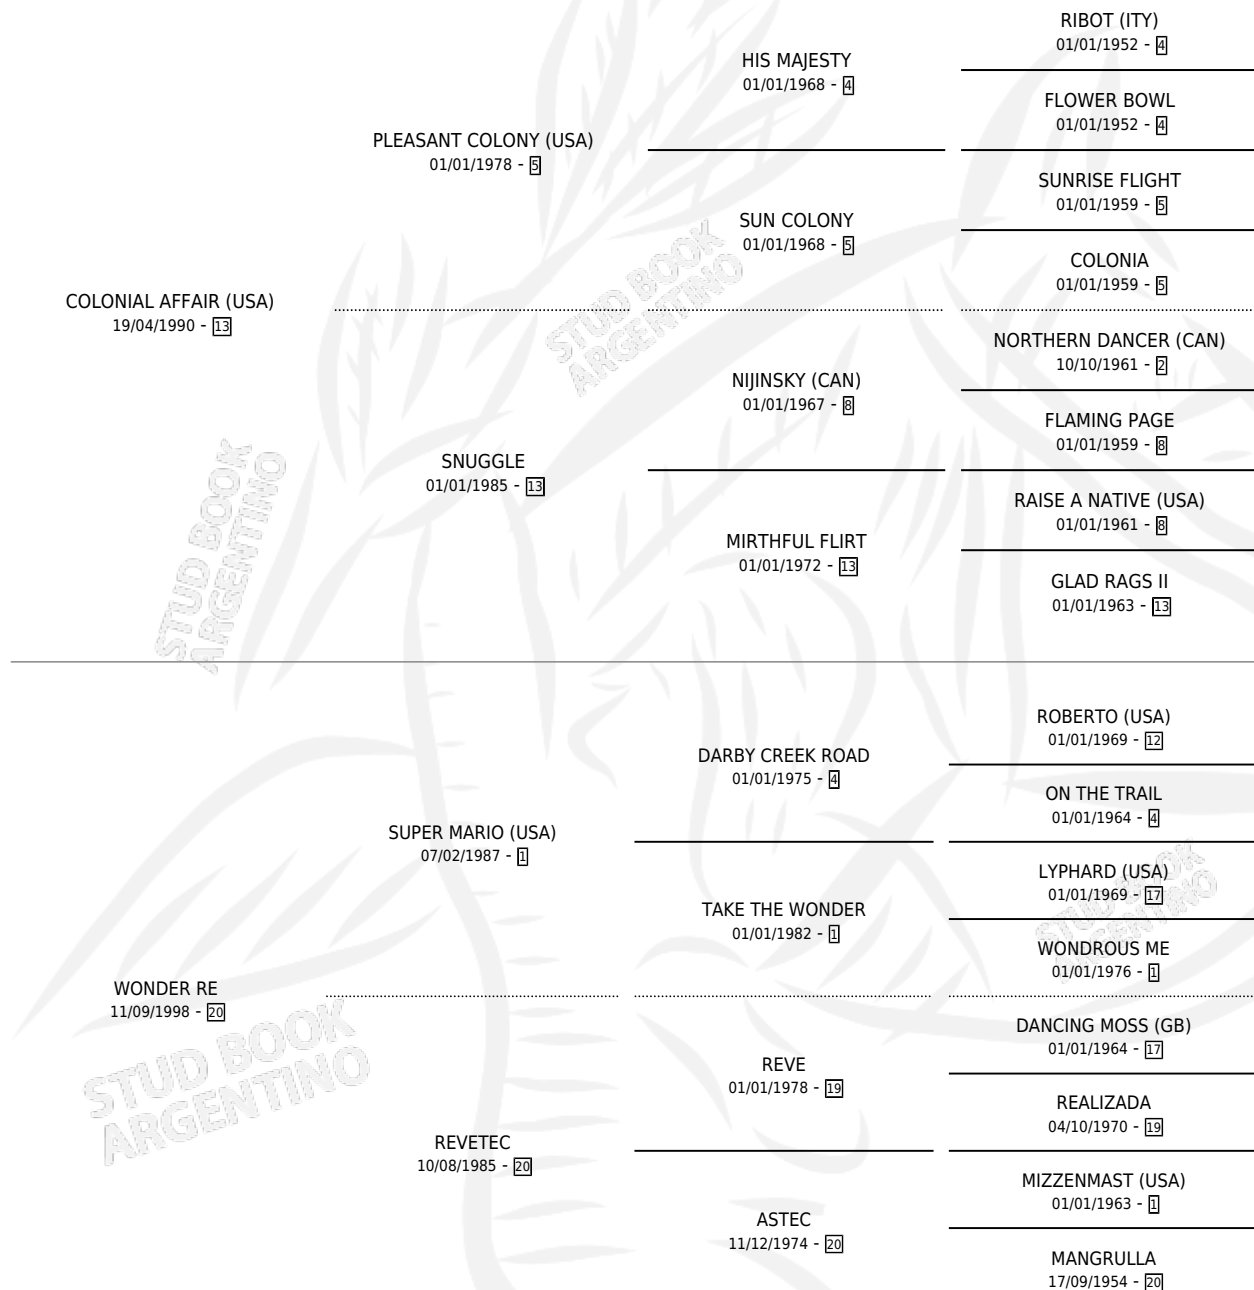 RIBOT (ITY)
01/01/1952 - 4
HIS MAJESTY
01/01/1968 - 4
FLOWER BOWL
01/01/1952 - 4
PLEASANT COLONY (USA)
01/01/1978 - 5
SUNRISE FLIGHT
01/01/1959 - 5
SUN COLONY
01/01/1968 - 5
COLONIA
01/01/1959 - 5
COLONIAL AFFAIR (USA)
19/04/1990 - 13
STUD BOOK
ARGENTINO
NORTHERN DANCER (CAN)
10/10/1961 - 2
NIJINSKY (CAN)
01/01/1967 - 8
FLAMING PAGE
01/01/1959 - 8
SNUGGLE
01/01/1985 - 13
RAISE A NATIVE (USA)
01/01/1961 - 8
MIRTHFUL FLIRT
01/01/1972 - 13
GLAD RAGS II
01/01/1963 - 13
STUD BOOK
ARGENTINO
ROBERTO (USA)
01/01/1969 - 12
DARBY CREEK ROAD
01/01/1975 - 4
ON THE TRAIL
01/01/1964 - 4
SUPER MARIO (USA)
07/02/1987 - 1
LYPHARD (USA)
01/01/1969 - 17
TAKE THE WONDER
01/01/1982 - 1
STUD BOOK
ARGENTINO
WONDROUS ME
01/01/1976 - 1
WONDER RE
11/09/1998 - 20
STUD BOOK
ARGENTINO
DANCING MOSS (GB)
01/01/1964 - 17
REVE
01/01/1978 - 19
REALIZADA
04/10/1970 - 19
REVETEC
10/08/1985 - 20
MIZZENMAST (USA)
01/01/1963 - 1
ASTEC
11/12/1974 - 20
MANGRULLA
17/09/1954 - 20